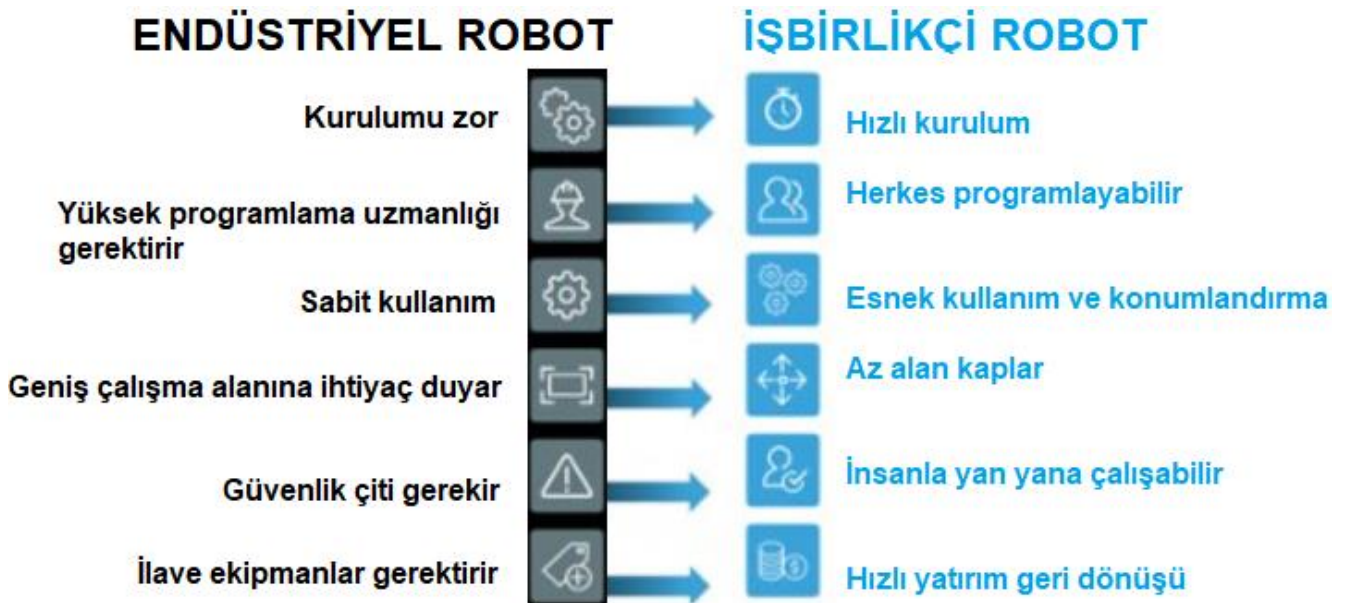 ENDÜSTRİYEL ROBOT
İŞBİRLİKÇİ ROBOT
Kurulumu zor
Hızlı kurulum
Yüksek programlama uzmanlığı
gerektirir
Herkes programlayabilir
Sabit kullanım
Esnek kullanım ve konumlandırma
Geniş çalışma alanına ihtiyaç duyar
Az alan kaplar
Güvenlik çiti gerekir
İnsanla yan yana çalışabilir
İlave ekipmanlar gerektirir
Hızlı yatırım geri dönüşü